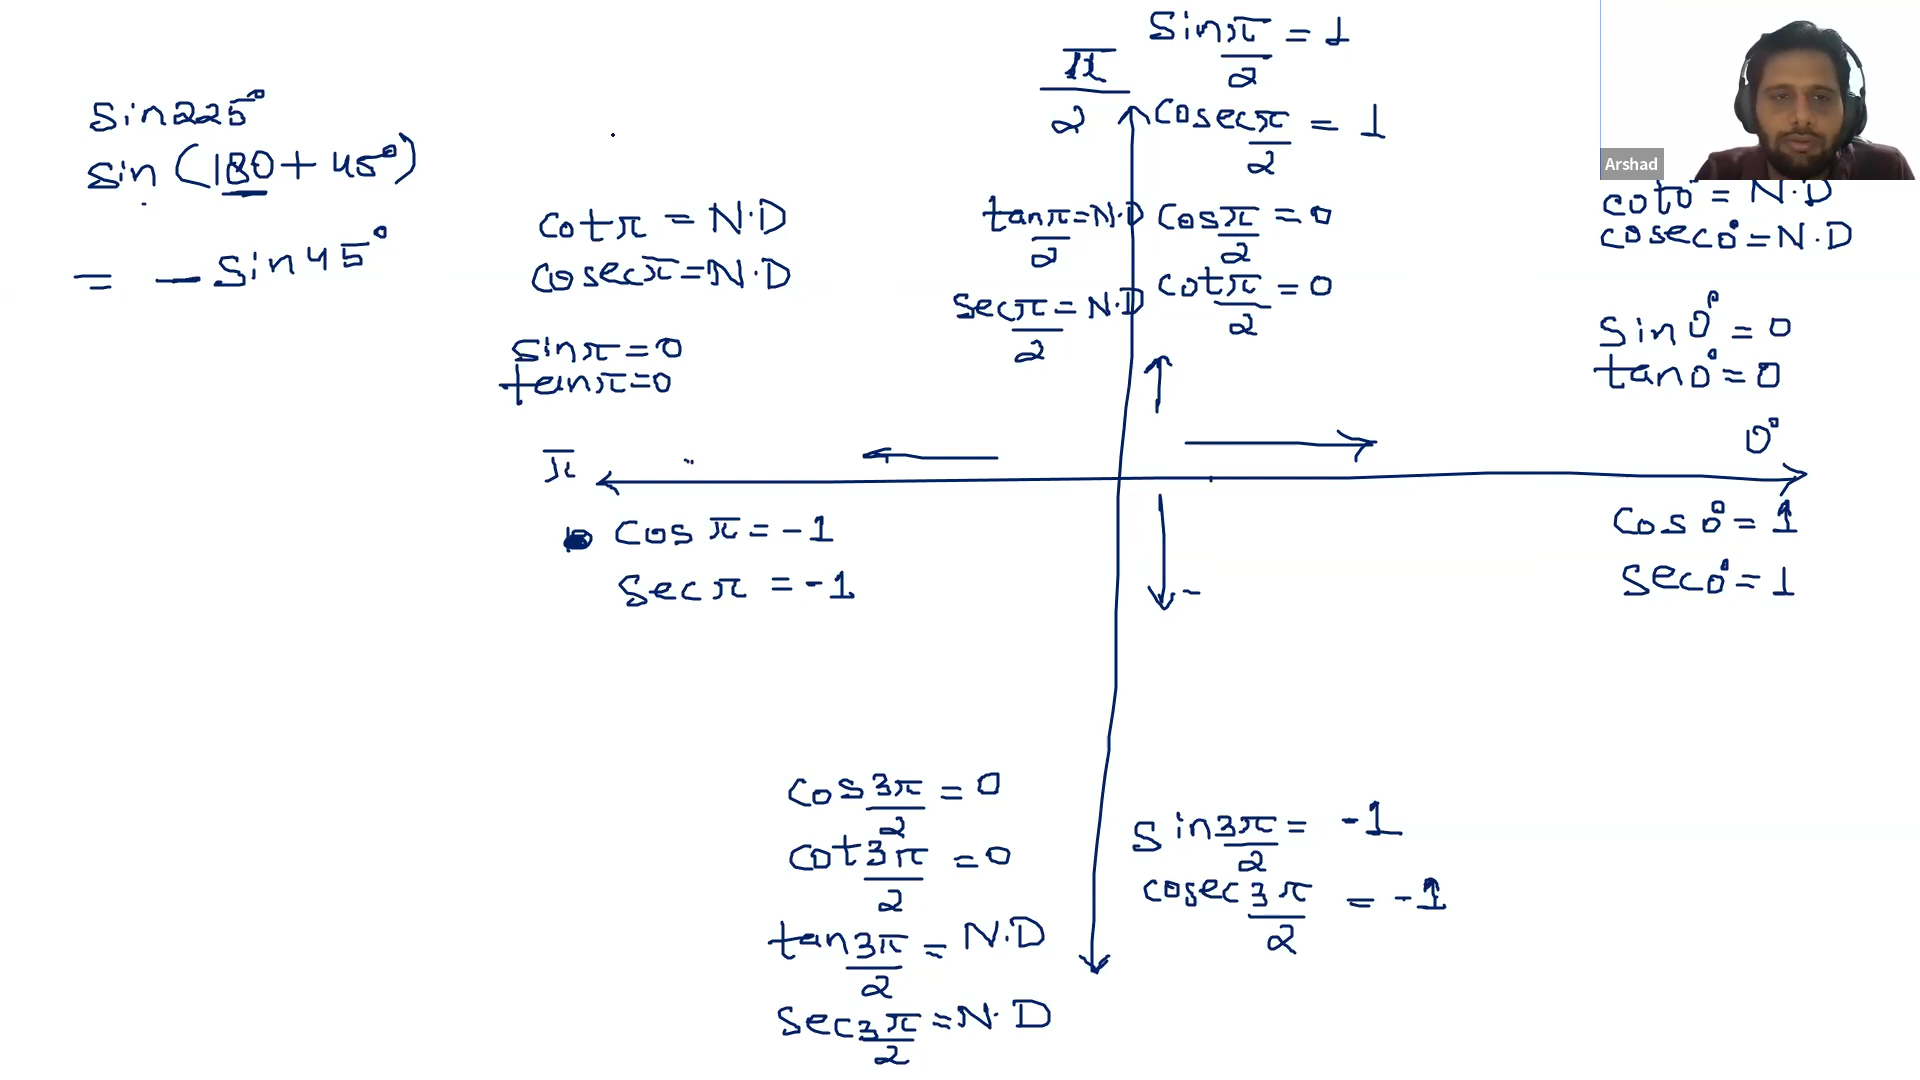 sin225°
sin (180 + 45°)
= - sin45°
cotπ = N·D
cosecπ = N·D
sinπ = 0
tanπ = 0
π
cos π = -1
secπ = -1
π/2
sinπ/2 = 1
cosecπ/2 = 1
tanπ/2 = N·D
cosπ/2 = 0
secπ/2 = N·D
cotπ/2 = 0
Arshad
cot0° = N·D
cosec0° = N·D
sin0° = 0
tan0° = 0
0°
cos0° = 1
sec0° = 1
-
cos3π/2 = 0
cot3π/2 = 0
tan3π/2 = N·D
sec3π/2 = N·D
sin3π/2 = -1
cosec3π/2 = -1